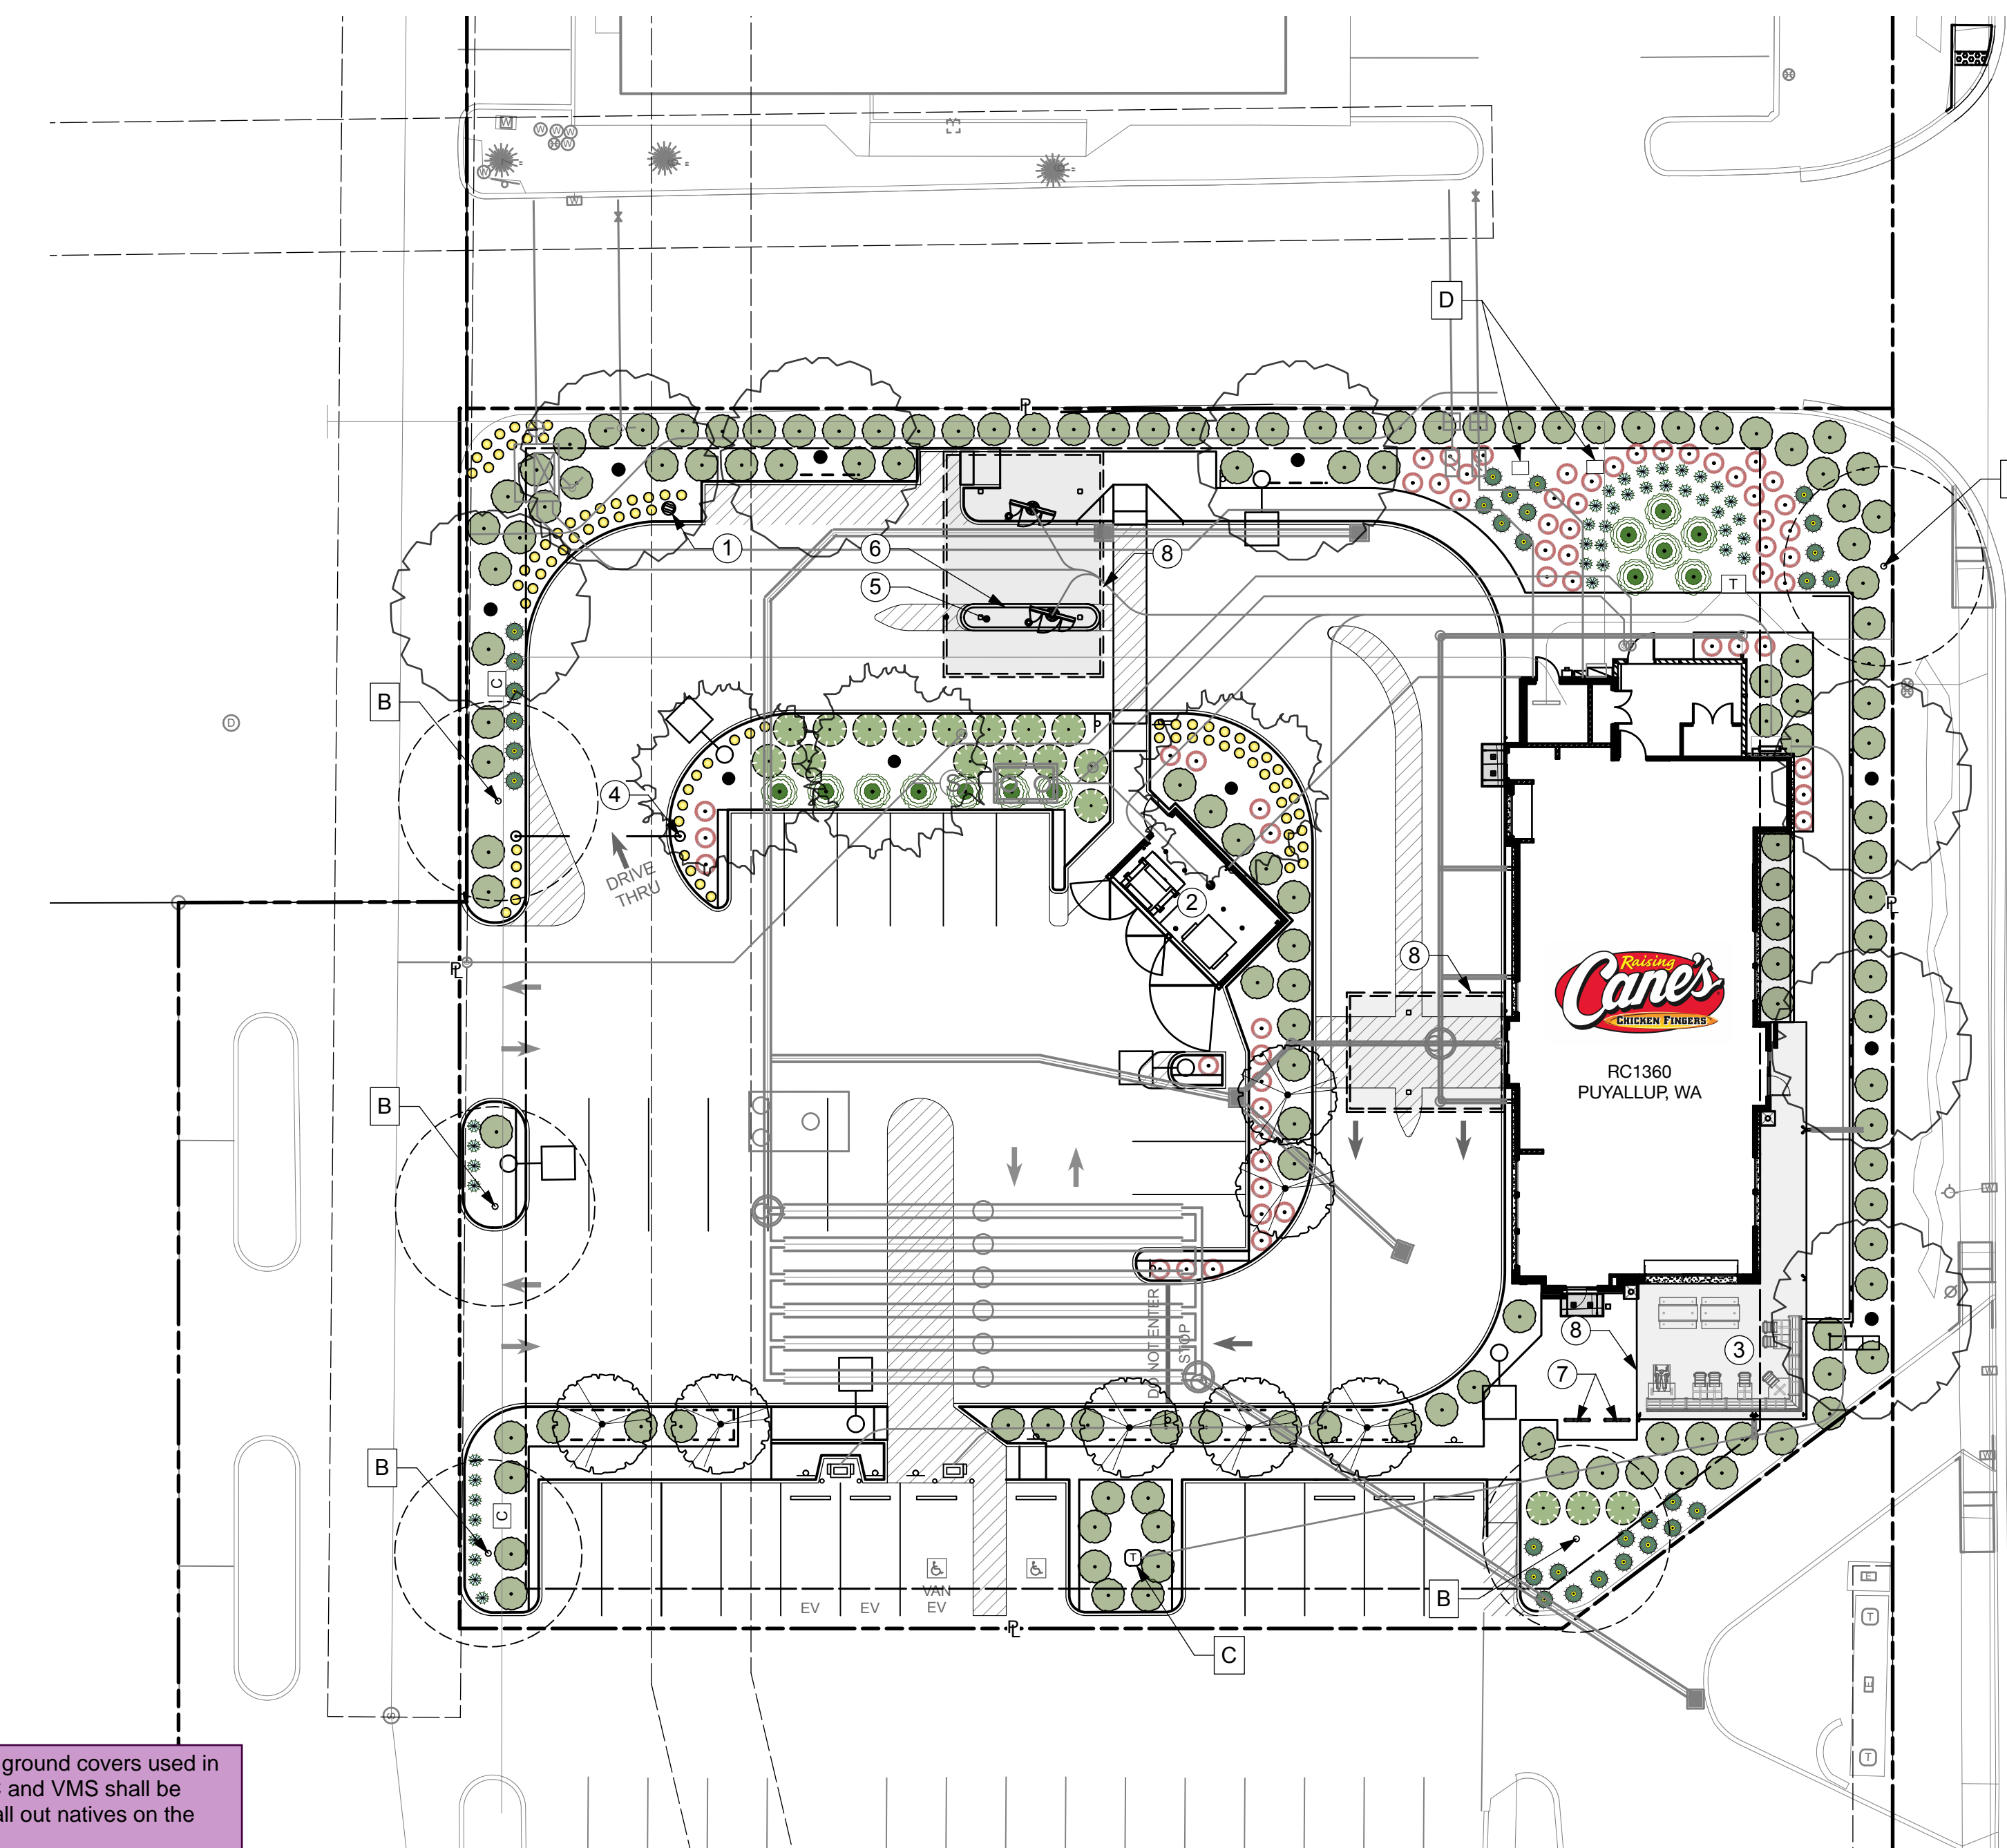 W
W
W
W
W
W
W
D
P
L
1
6
5
8
T
B
C
D
4
DRIVE
THRU
2
P
L
P
L
8
Raising
Cane's
CHICKEN FINGERS
RC1360
PUYALLUP, WA
B
DO NOT ENTER
STOP
8
3
7
W
W
W
B
C
T
B
VAN
EV
EV
EV
P
L
C
E
T
E
T
S
ground covers used in
and VMS shall be
all out natives on the